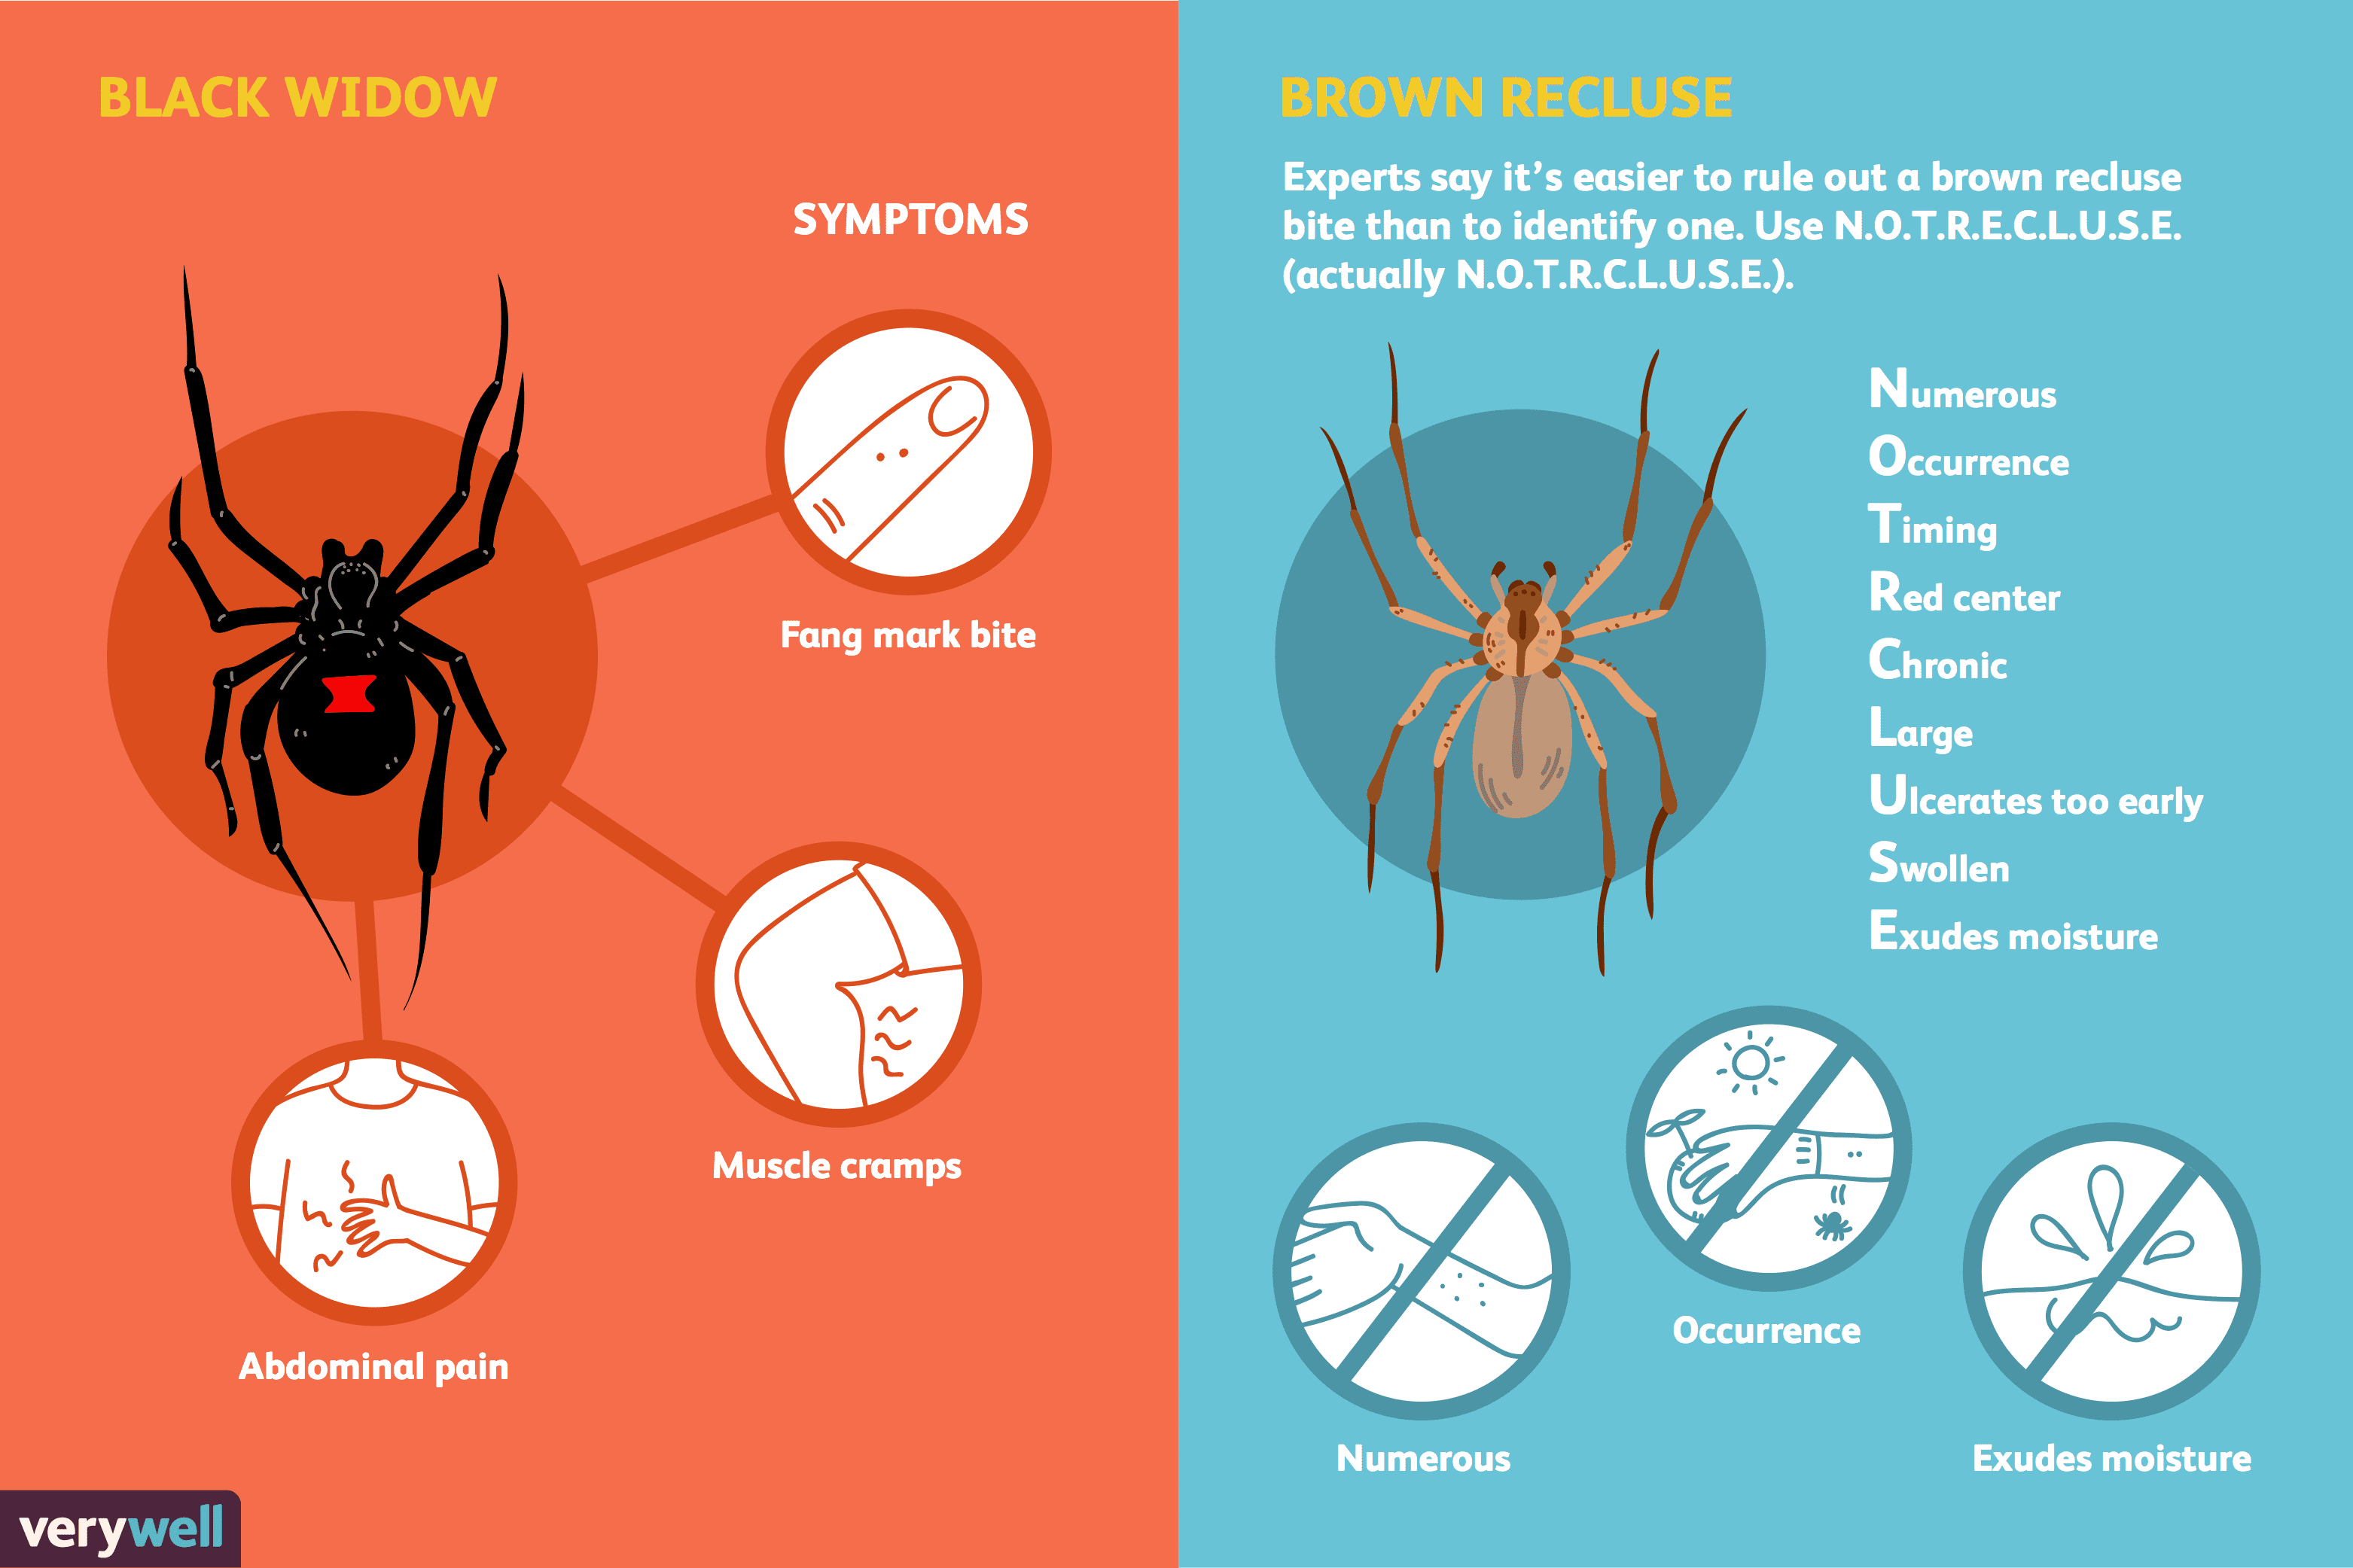 BLACK WIDOW
SYMPTOMS
Fang mark bite
Muscle cramps
Abdominal pain
verywell
BROWN RECLUSE
Experts say it's easier to rule out a brown recluse
bite than to identify one. Use N.O.T.R.E.C.L.U.S.E.
(actually N.O.T.R.C.L.U.S.E.).
Numerous
Occurrence
Timing
Red center
Chronic
Large
Ulcerates too early
Swollen
Exudes moisture
Occurrence
Numerous
Exudes moisture